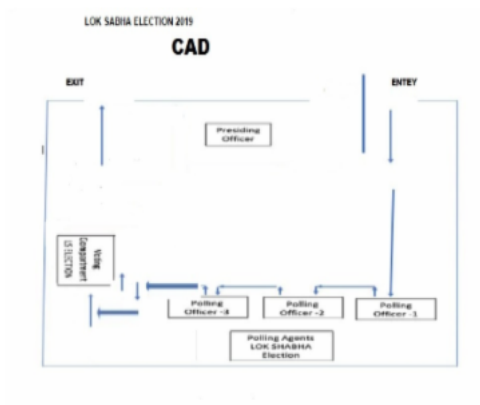 LOK SABHA ELECTION 2019
CAD
EXIT
ENTEY
Presiding
Officer
Voting
Compartment
LS ELECTION
Polling
Officer -3
Polling
Officer -2
Polling
Officer -1
Polling Agents
LOK SHABHA
Election